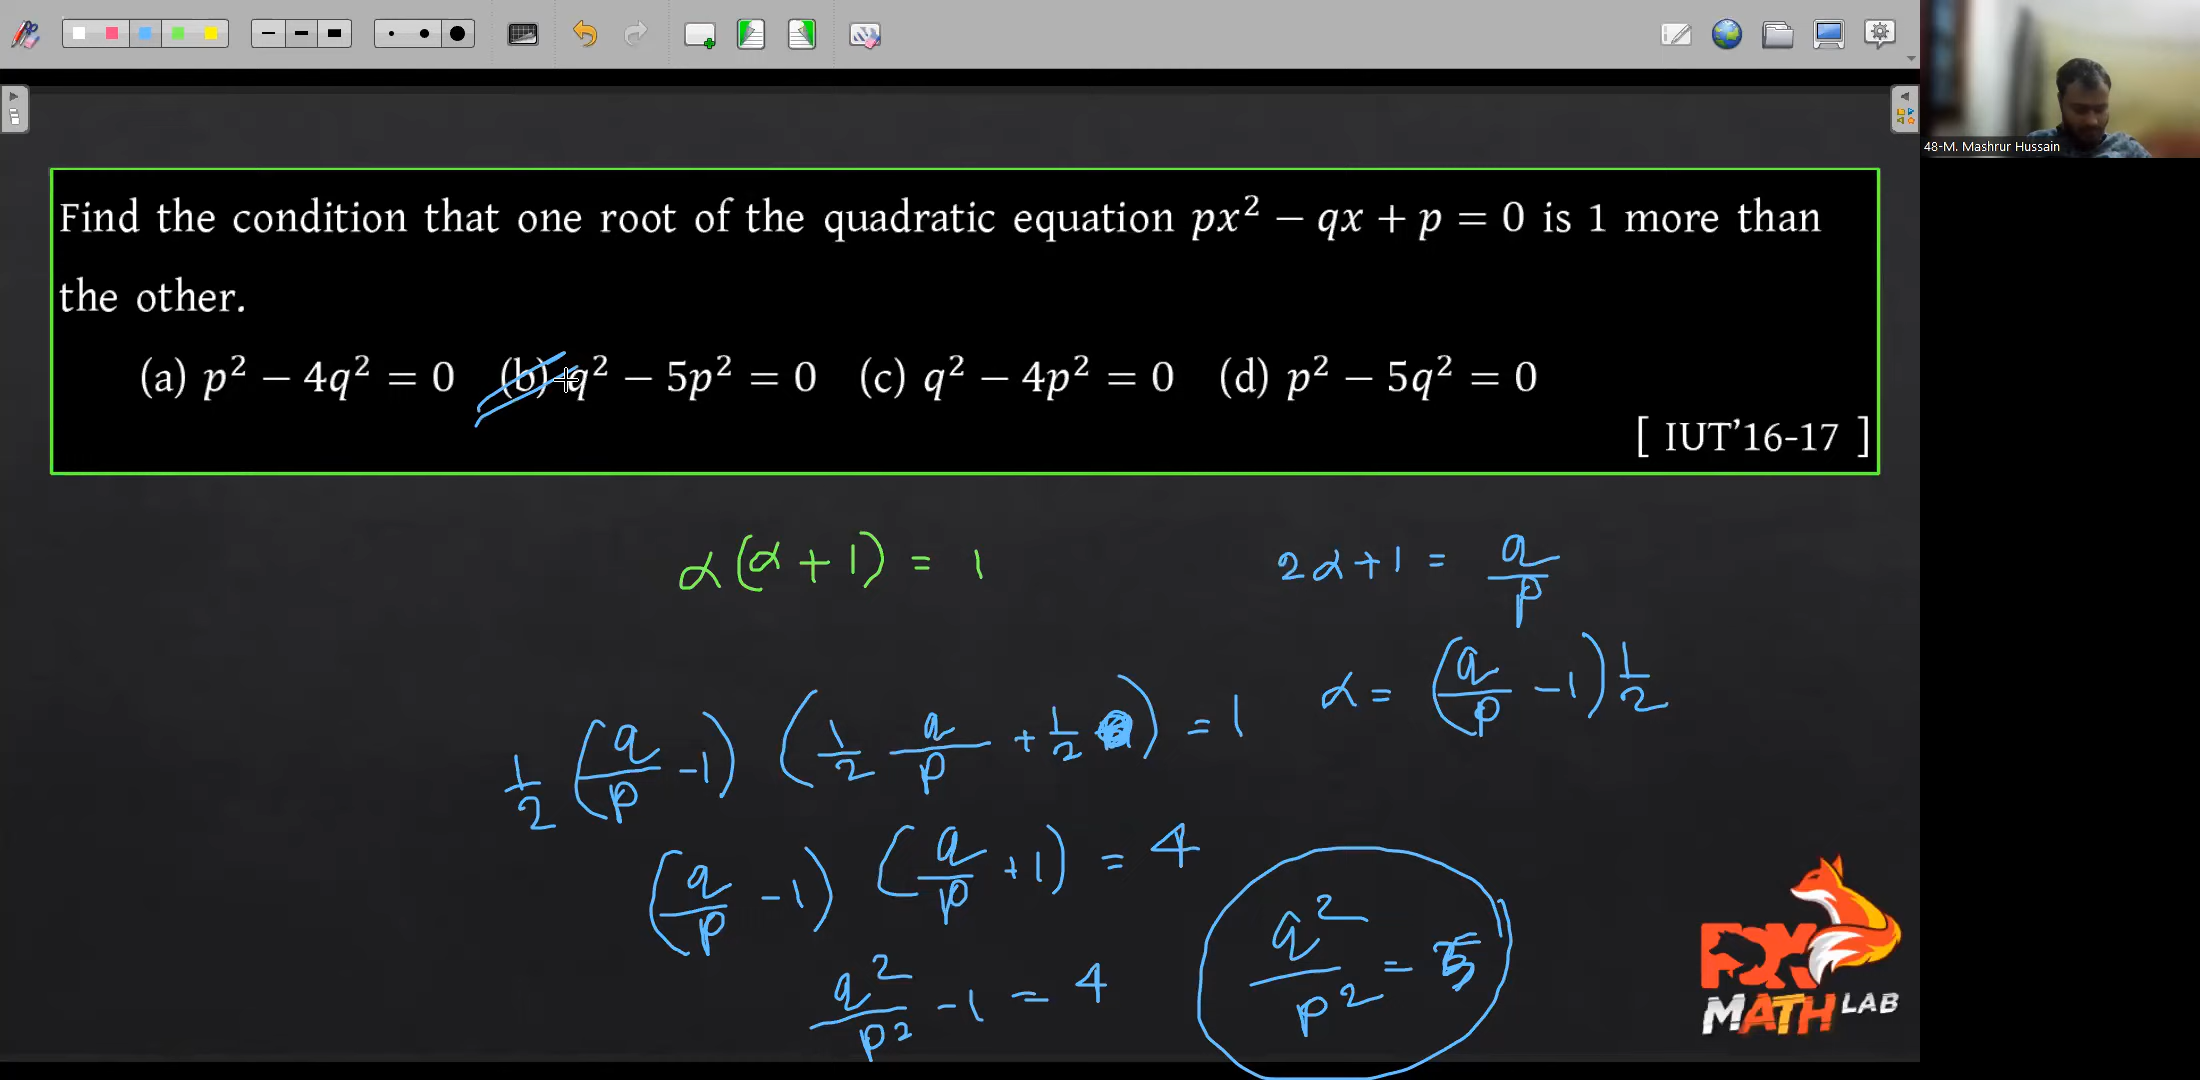 48-M. Mashrur Hussain
Find the condition that one root of the quadratic equation px² − qx + p = 0 is 1 more than
the other.
(a) p² − 4q² = 0 (b) q² − 5p² = 0 (c) q² − 4p² = 0 (d) p² − 5q² = 0
[ IUT’16-17 ]
α(α + 1) = 1
2α + 1 = q/p
α = (q/p − 1) 1/2
1/2 (q/p − 1) (1/2 q/p + 1/2) = 1
(q/p − 1) (q/p + 1) = 4
q²/p² − 1 = 4
q²/p² = 5
FOX
MATH LAB